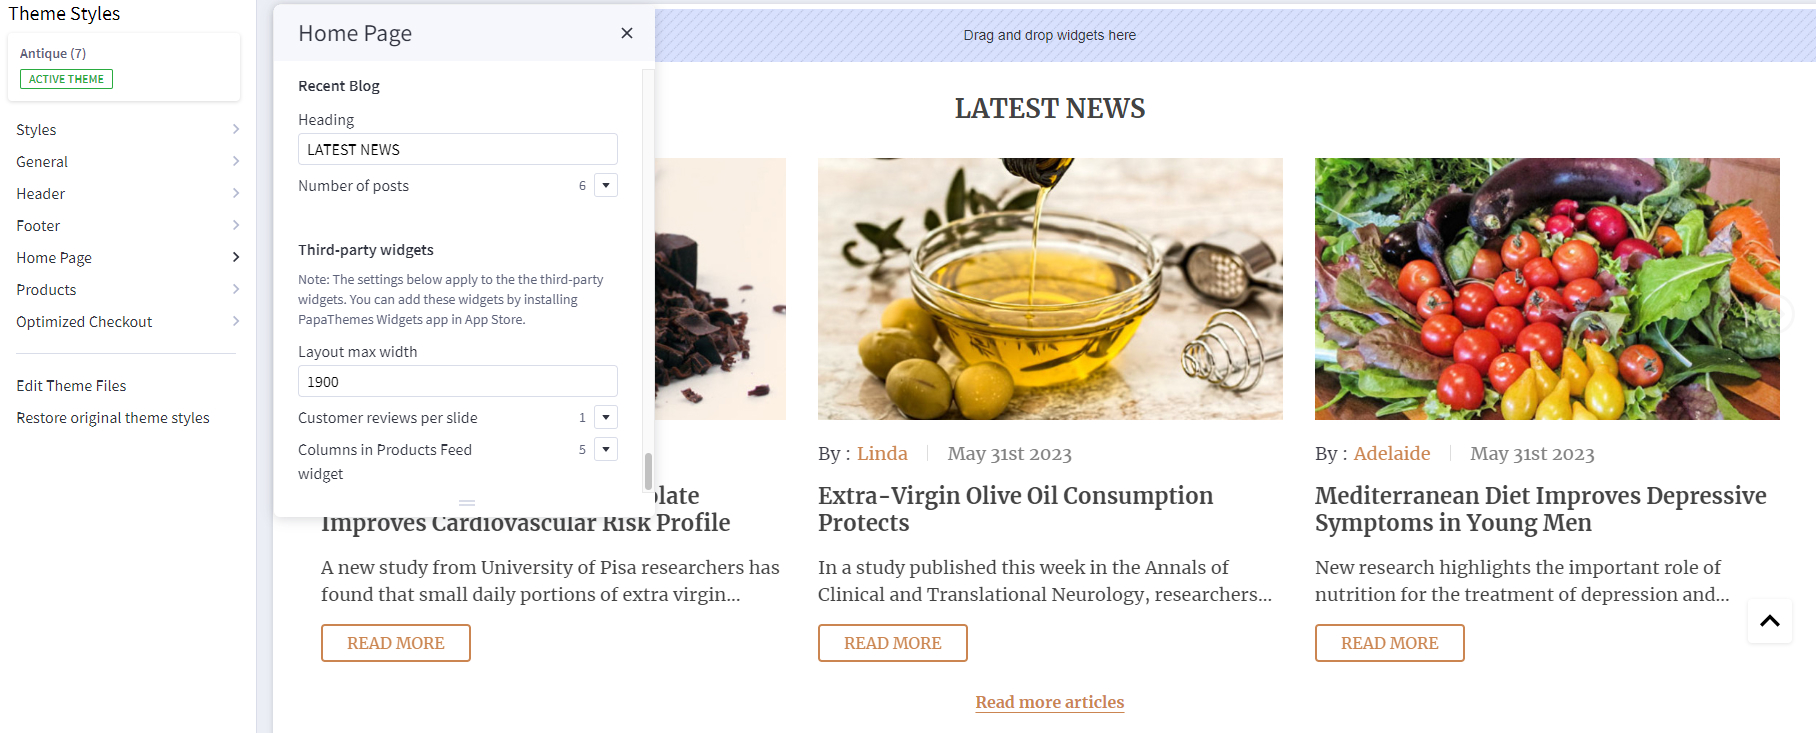 Theme Styles
Antique (7)
ACTIVE THEME
Styles
General
Header
Footer
Home Page
Products
Optimized Checkout
Edit Theme Files
Restore original theme styles
Home Page
Recent Blog
Heading
LATEST NEWS
Number of posts 6
Third-party widgets
Note: The settings below apply to the the third-party
widgets. You can add these widgets by installing
PapaThemes Widgets app in App Store.
Layout max width
1900
Customer reviews per slide 1
Columns in Products Feed 5
widget
Drag and drop widgets here
LATEST NEWS
Improves Cardiovascular Risk Profile
A new study from University of Pisa researchers has
found that small daily portions of extra virgin...
READ MORE
By : Linda May 31st 2023
Extra-Virgin Olive Oil Consumption
Protects
In a study published this week in the Annals of
Clinical and Translational Neurology, researchers...
READ MORE
By : Adelaide May 31st 2023
Mediterranean Diet Improves Depressive
Symptoms in Young Men
New research highlights the important role of
nutrition for the treatment of depression and...
READ MORE
Read more articles